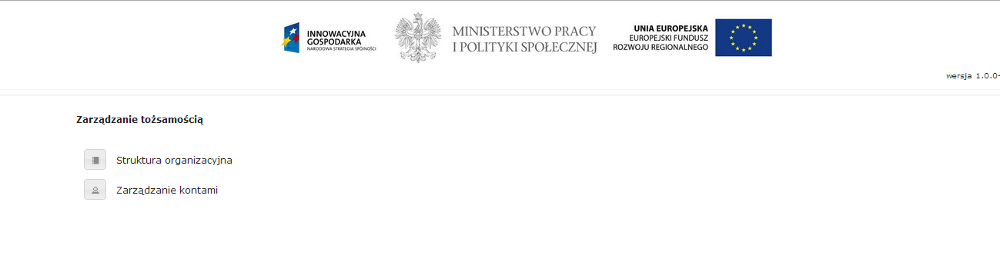 INNOWACYJNA
GOSPODARKA
NARODOWA STRATEGIA SPÓJNOŚCI
MINISTERSTWO PRACY
I POLITYKI SPOŁECZNEJ
UNIA EUROPEJSKA
EUROPEJSKI FUNDUSZ
ROZWOJU REGIONALNEGO
wersja 1.0.0-
Zarządzanie tożsamością
Struktura organizacyjna
Zarządzanie kontami